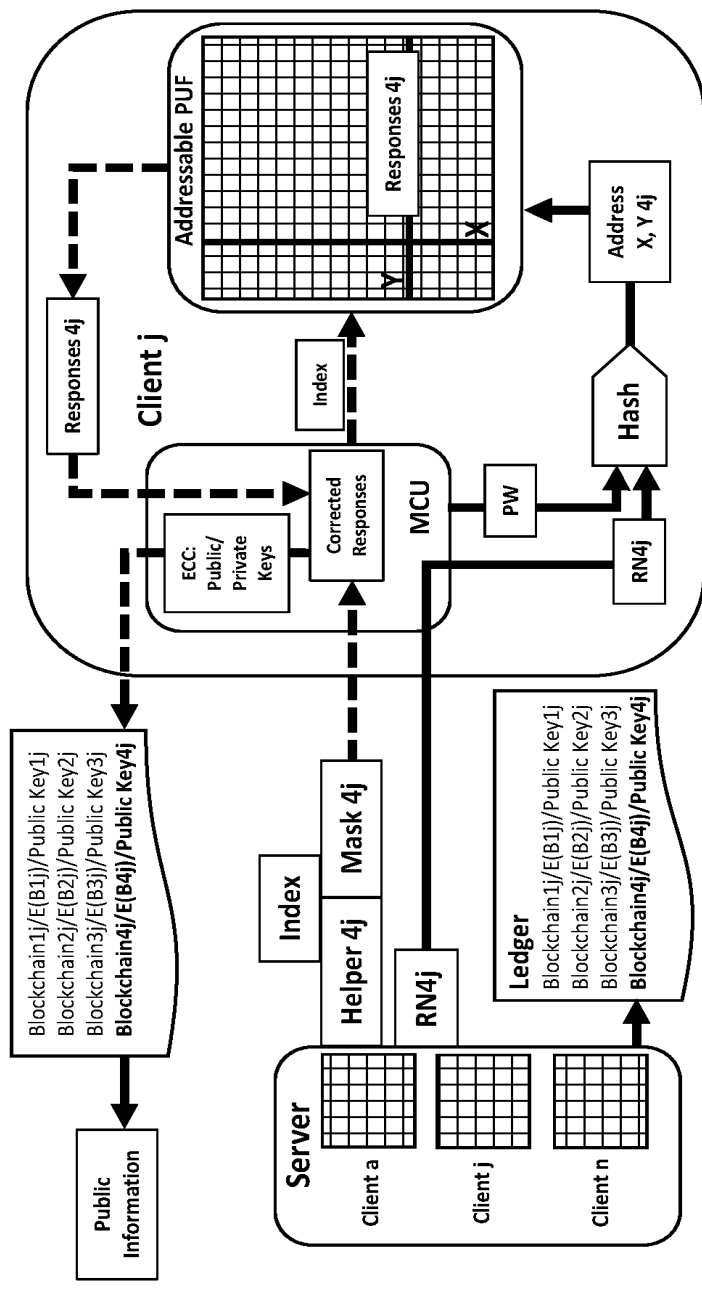 Public
Information
Blockchain1j/E(B1j)/Public Key1j
Blockchain2j/E(B2j)/Public Key2j
Blockchain3j/E(B3j)/Public Key3j
Blockchain4j/E(B4j)/Public Key4j
Server
Client a
Client j
Client n
Index
Helper 4j
Mask 4j
RN4j
Ledger
Blockchain1j/E(B1j)/Public Key1j
Blockchain2j/E(B2j)/Public Key2j
Blockchain3j/E(B3j)/Public Key3j
Blockchain4j/E(B4j)/Public Key4j
Client j
Responses 4j
ECC:
Public/
Private
Keys
Corrected
Responses
MCU
Index
PW
RN4j
Hash
Address
X, Y 4j
Addressable PUF
Responses 4j
Y
X